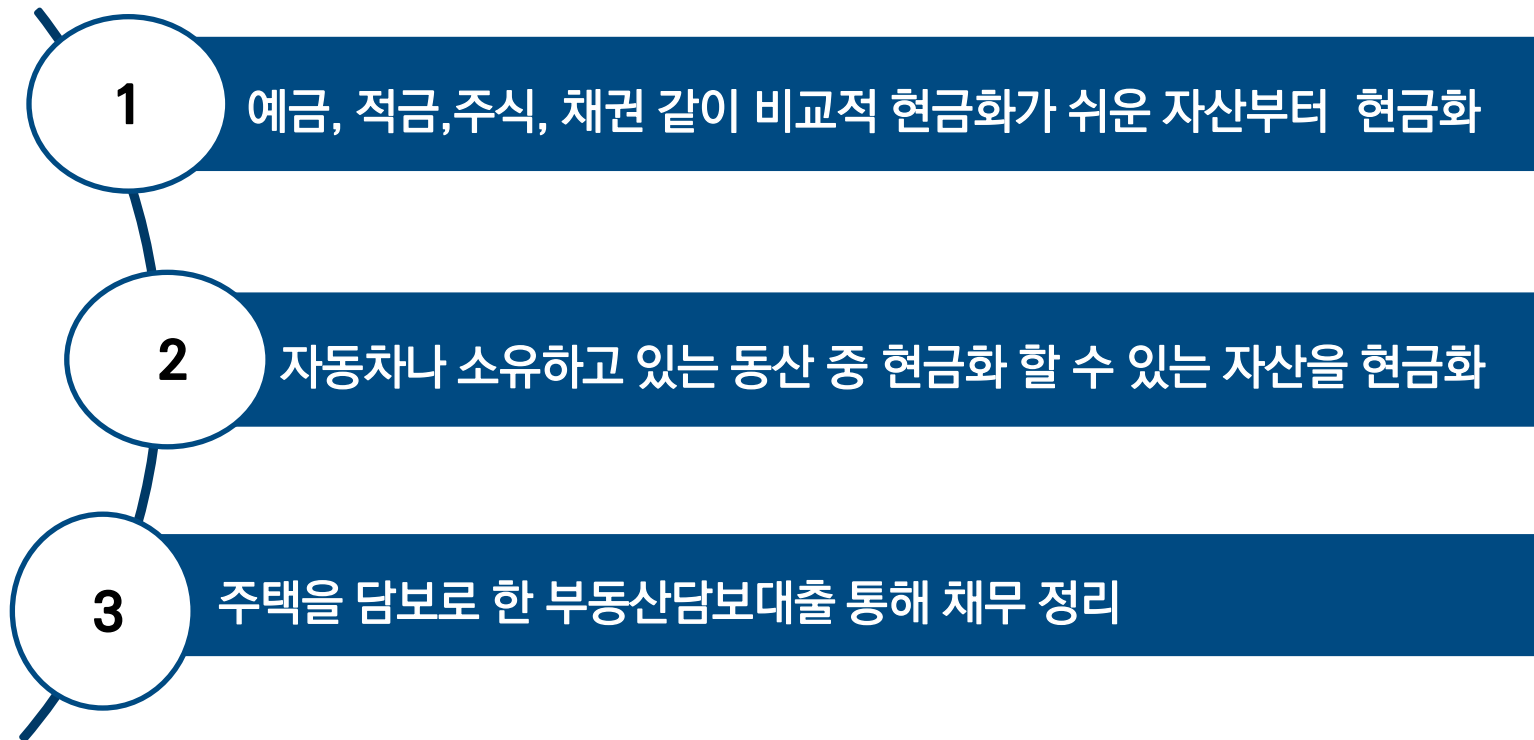 1
예금, 적금,주식, 채권 같이 비교적 현금화가 쉬운 자산부터  현금화
2
자동차나 소유하고 있는 동산 중 현금화 할 수 있는 자산을 현금화
3
주택을 담보로 한 부동산담보대출 통해 채무 정리